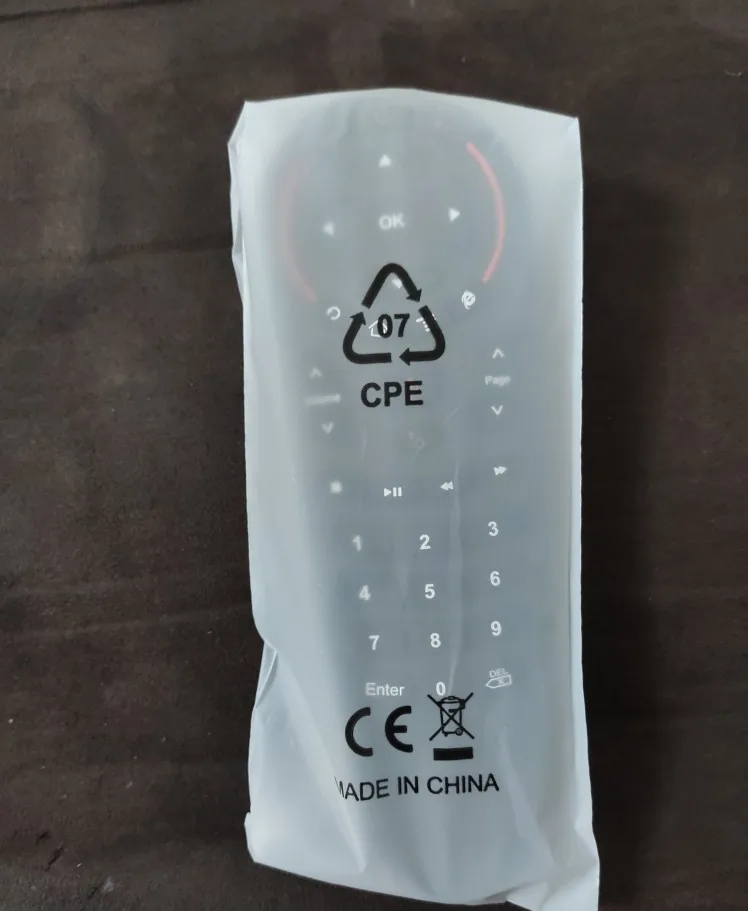 OK
07
CPE
Page
1 2 3
4 5 6
7 8 9
DEL
Enter 0
CE
MADE IN CHINA